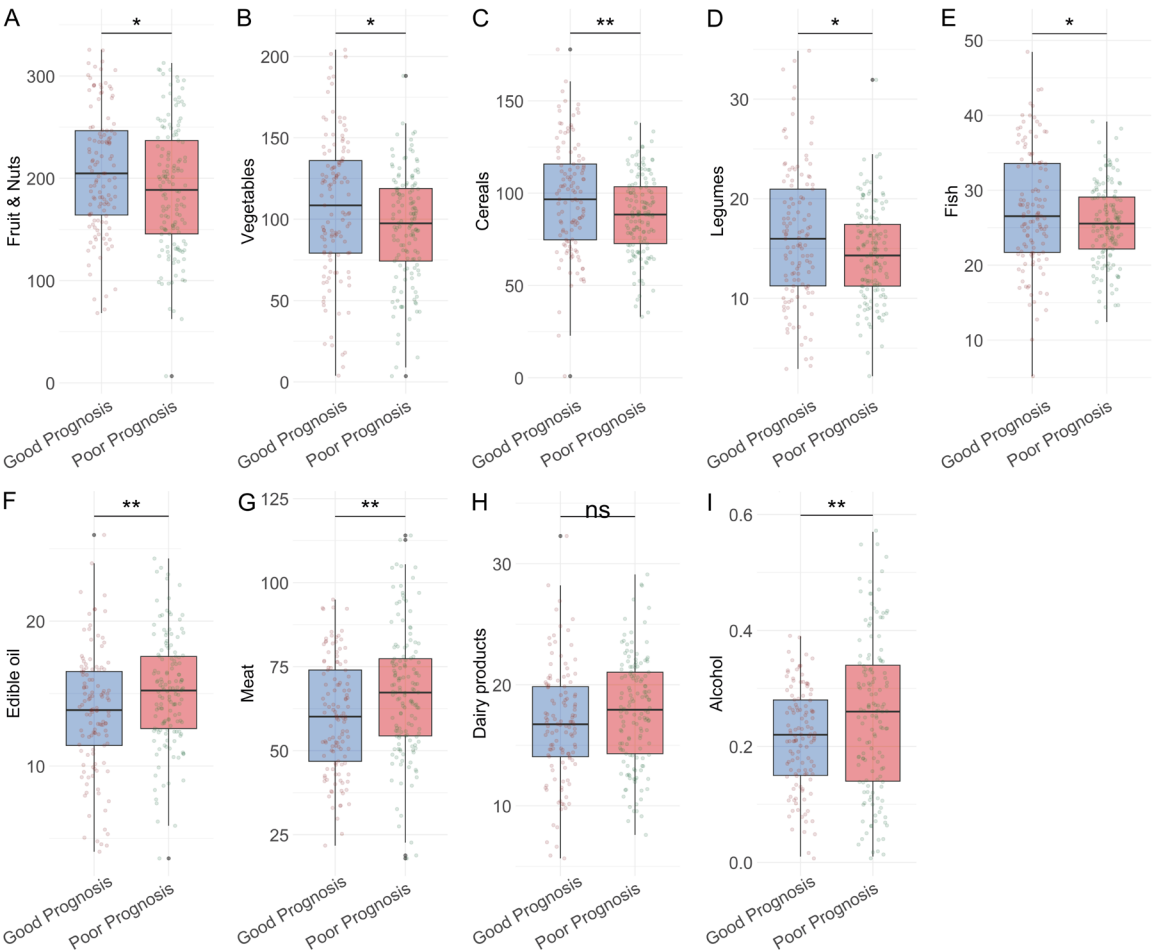 A
*
Fruit & Nuts
300
200
100
0
Good Prognosis
Poor Prognosis
B
*
Vegetables
200
150
100
50
0
Good Prognosis
Poor Prognosis
C
**
Cereals
150
100
50
0
Good Prognosis
Poor Prognosis
D
*
Legumes
30
20
10
Good Prognosis
Poor Prognosis
E
*
Fish
50
40
30
20
10
Good Prognosis
Poor Prognosis
F
**
Edible oil
20
10
Good Prognosis
Poor Prognosis
G
**
Meat
125
100
75
50
25
Good Prognosis
Poor Prognosis
H
ns
Dairy products
30
20
10
Good Prognosis
Poor Prognosis
I
**
Alcohol
0.6
0.4
0.2
0.0
Good Prognosis
Poor Prognosis